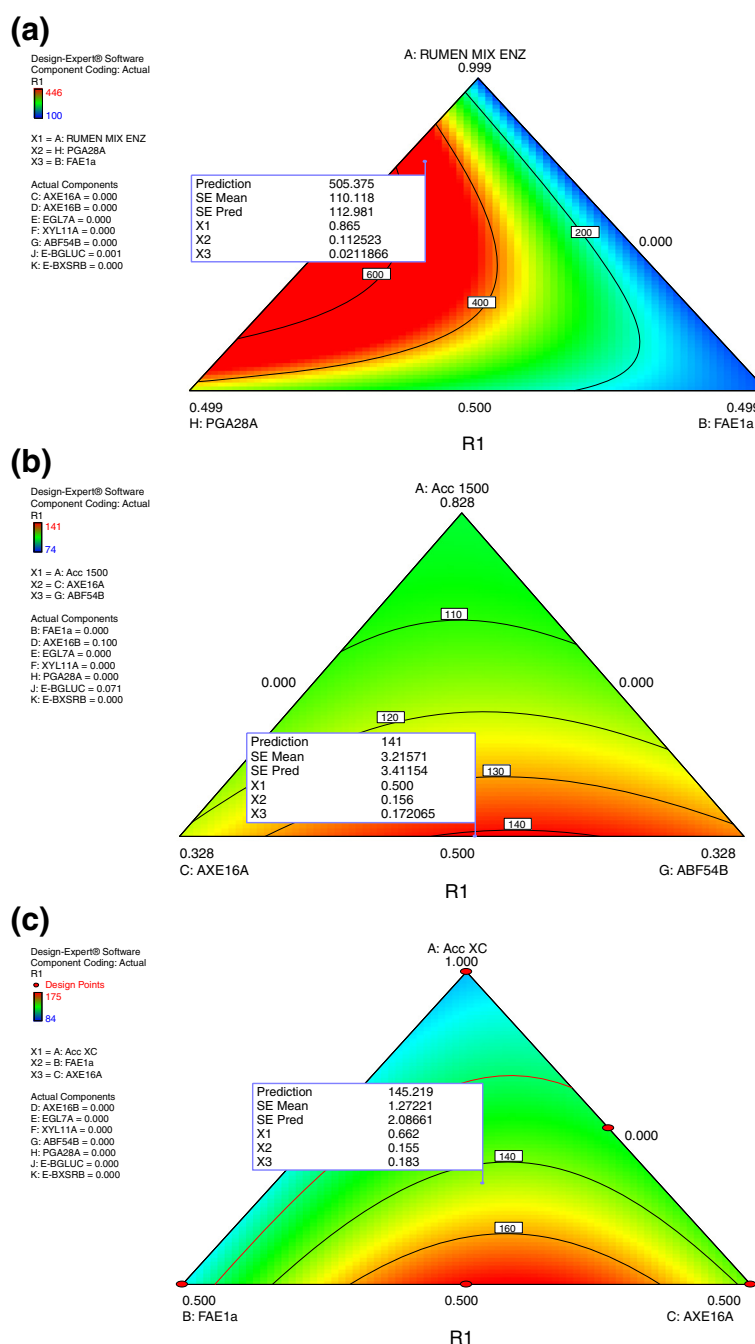 (a)
Design-Expert® Software
Component Coding: Actual
R1
446
100
X1 = A: RUMEN MIX ENZ
X2 = H: PGA28A
X3 = B: FAE1a
Actual Components
C: AXE16A = 0.000
D: AXE16B = 0.000
E: EGL7A = 0.000
F: XYL11A = 0.000
G: ABF54B = 0.000
J: E-BGLUC = 0.001
K: E-BXSRB = 0.000
A: RUMEN MIX ENZ
0.999
Prediction 505.375
SE Mean 110.118
SE Pred 112.981
X1 0.865
X2 0.112523
X3 0.0211866
200
0.000
600
400
0.499 0.500 0.499
H: PGA28A B: FAE1a
R1
(b)
Design-Expert® Software
Component Coding: Actual
R1
141
74
X1 = A: Acc 1500
X2 = C: AXE16A
X3 = G: ABF54B
Actual Components
B: FAE1a = 0.000
D: AXE16B = 0.100
E: EGL7A = 0.000
F: XYL11A = 0.000
H: PGA28A = 0.000
J: E-BGLUC = 0.071
K: E-BXSRB = 0.000
A: Acc 1500
0.828
110
0.000 0.000
120
Prediction 141
SE Mean 3.21571
SE Pred 3.41154
X1 0.500
X2 0.156
X3 0.172065
130
140
0.328 0.500 0.328
C: AXE16A G: ABF54B
R1
(c)
Design-Expert® Software
Component Coding: Actual
R1
Design Points
175
84
X1 = A: Acc XC
X2 = B: FAE1a
X3 = C: AXE16A
Actual Components
D: AXE16B = 0.000
E: EGL7A = 0.000
F: XYL11A = 0.000
G: ABF54B = 0.000
H: PGA28A = 0.000
J: E-BGLUC = 0.000
K: E-BXSRB = 0.000
A: Acc XC
1.000
Prediction 145.219
SE Mean 1.27221
SE Pred 2.08661
X1 0.662
X2 0.155
X3 0.183
0.000
140
160
0.500 0.500 0.500
B: FAE1a C: AXE16A
R1